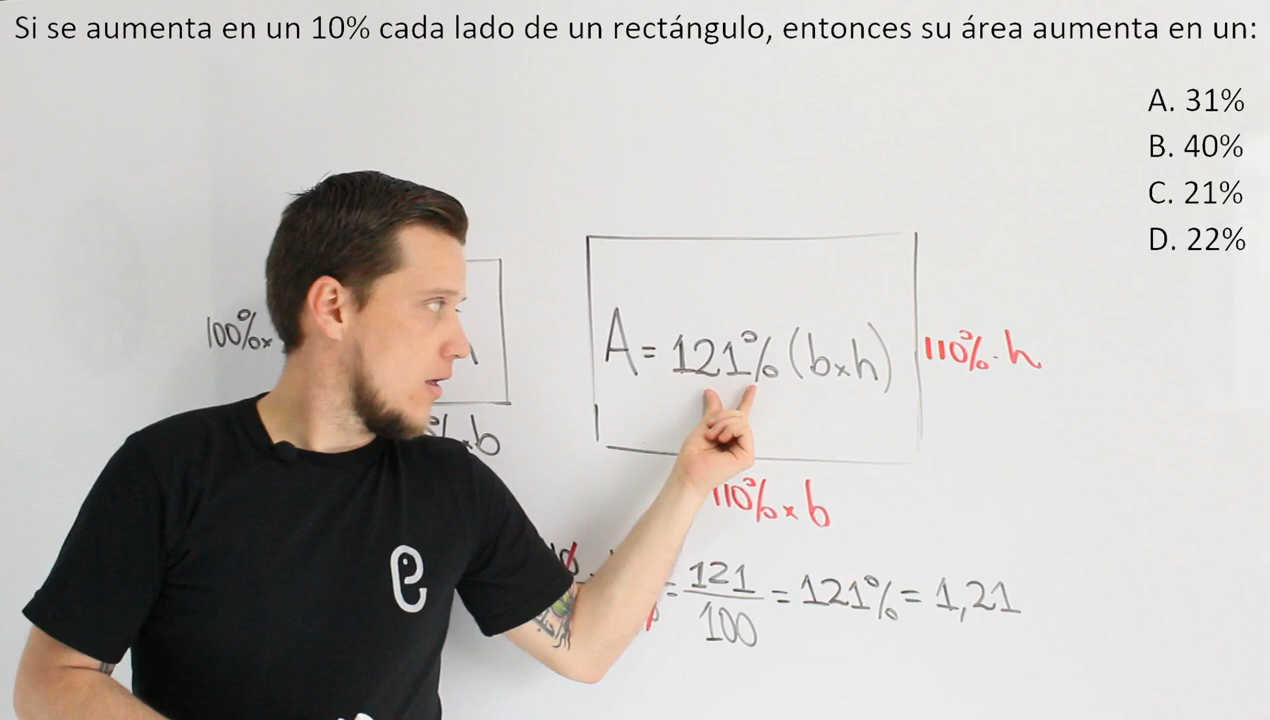 Si se aumenta en un 10% cada lado de un rectángulo, entonces su área aumenta en un:
A. 31%
B. 40%
C. 21%
D. 22%
100%×
×b
A = 121% (b×h)
110%·h
110%×b
= 121/100 = 121% = 1,21
e